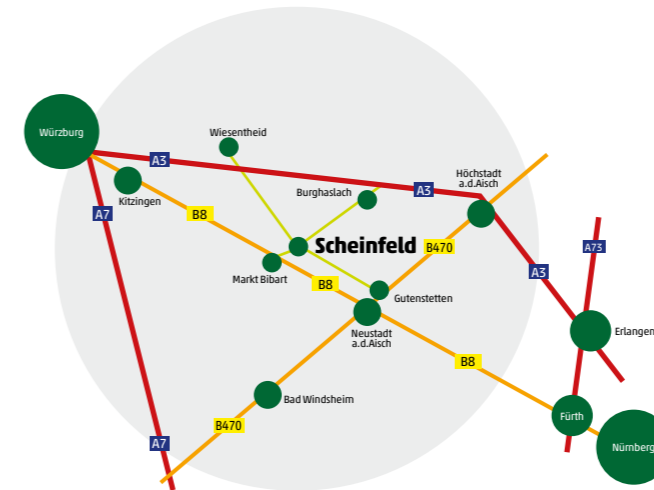 Würzburg
Wiesentheid
A3
Höchstadt
a.d.Aisch
Kitzingen
Burghaslach
A3
A7
B8
Scheinfeld
B470
A73
Markt Bibart
A3
B8
Gutenstetten
Neustadt
a.d.Aisch
Erlangen
B8
Bad Windsheim
Fürth
B470
A7
Nürnberg